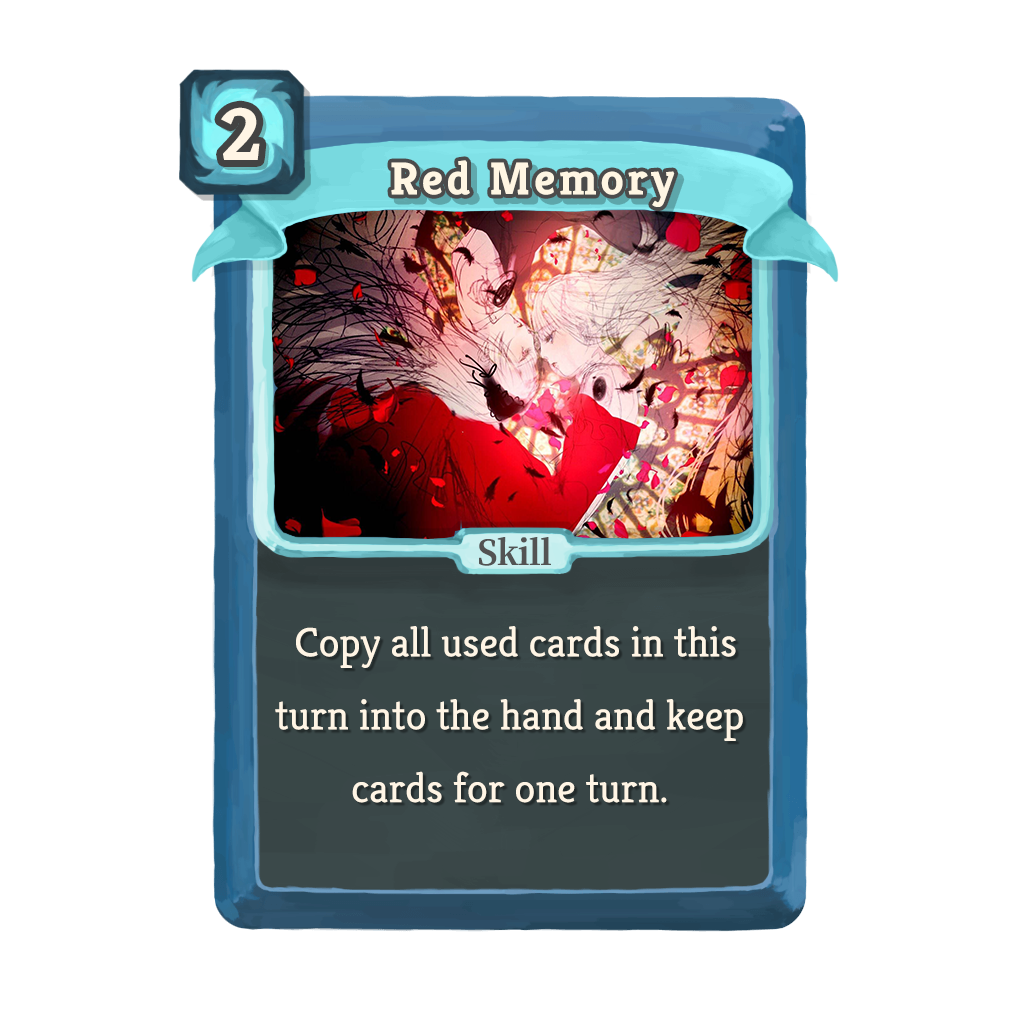 2
Red Memory
Skill
Copy all used cards in this
turn into the hand and keep
cards for one turn.